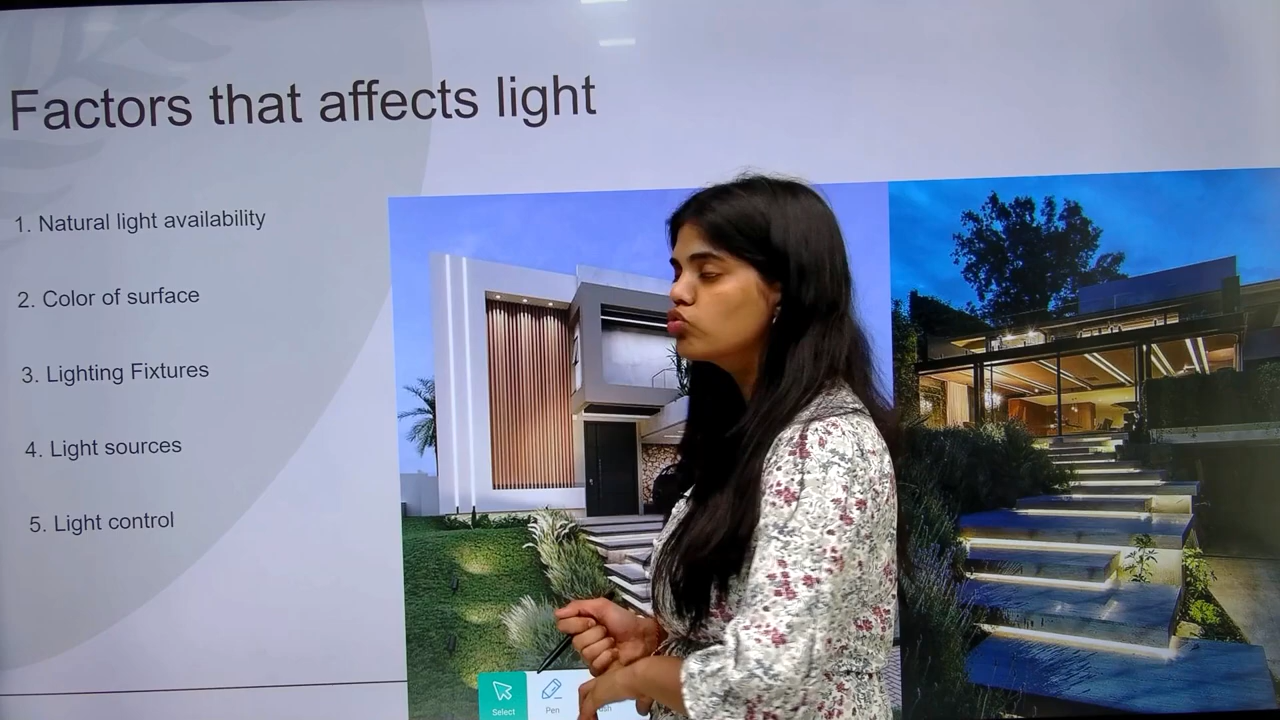 Factors that affects light
1. Natural light availability
2. Color of surface
3. Lighting Fixtures
4. Light sources
5. Light control
Select
Pen